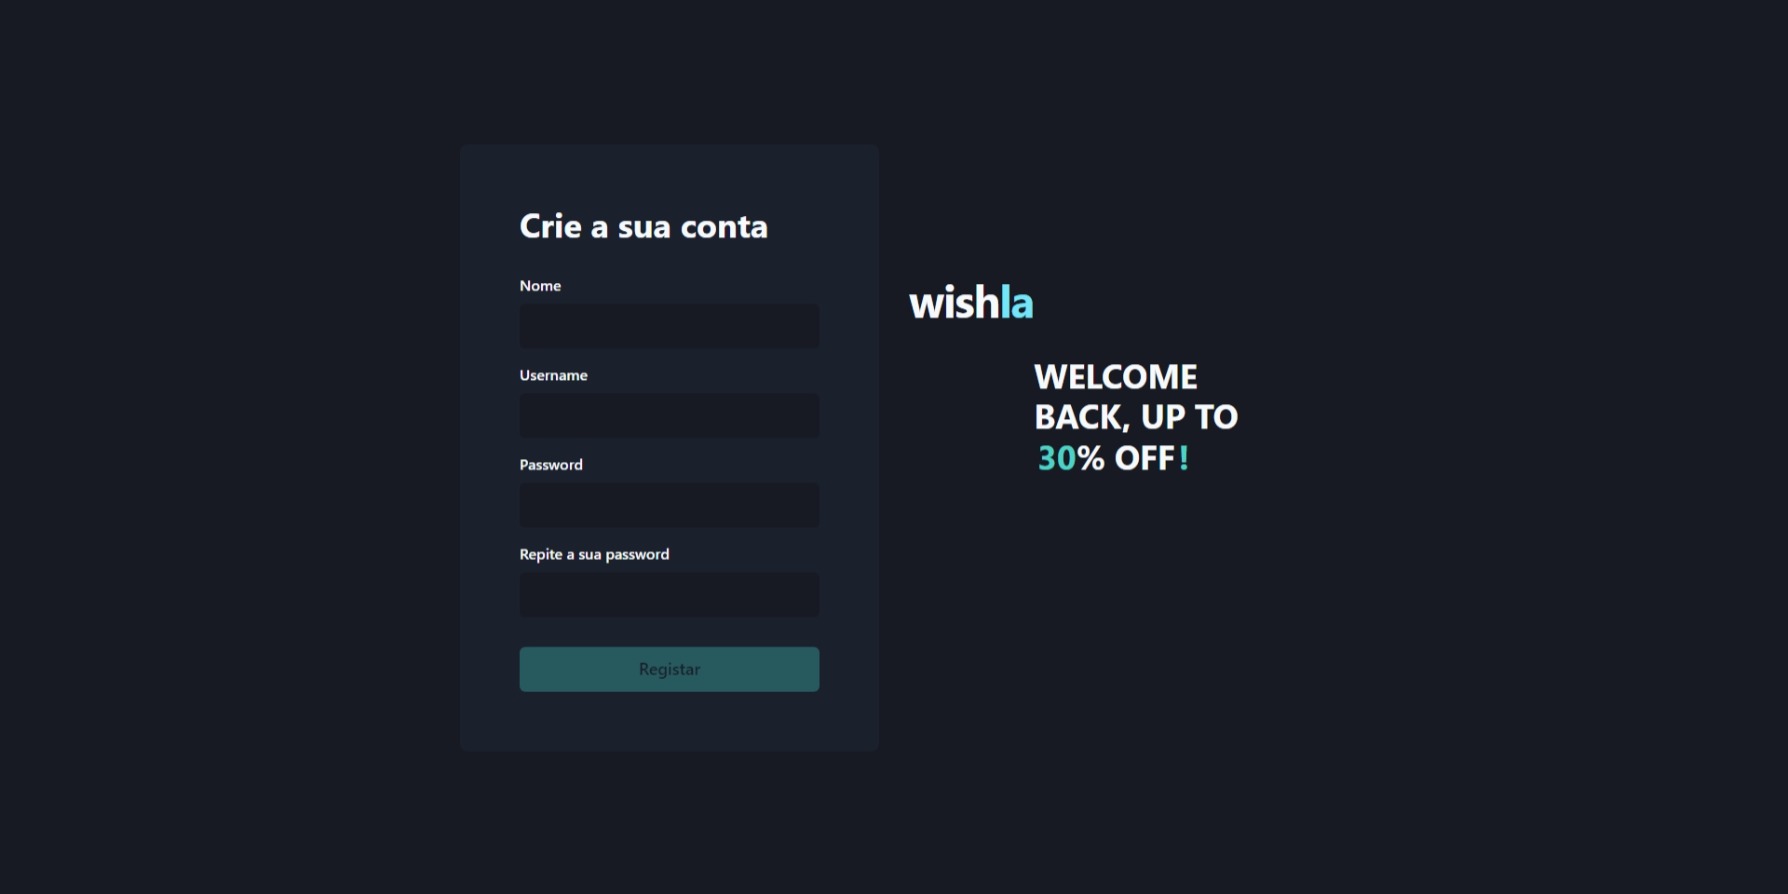 Crie a sua conta
Nome
Username
Password
Repite a sua password
Registar
wishla
WELCOME
BACK, UP TO
30% OFF!